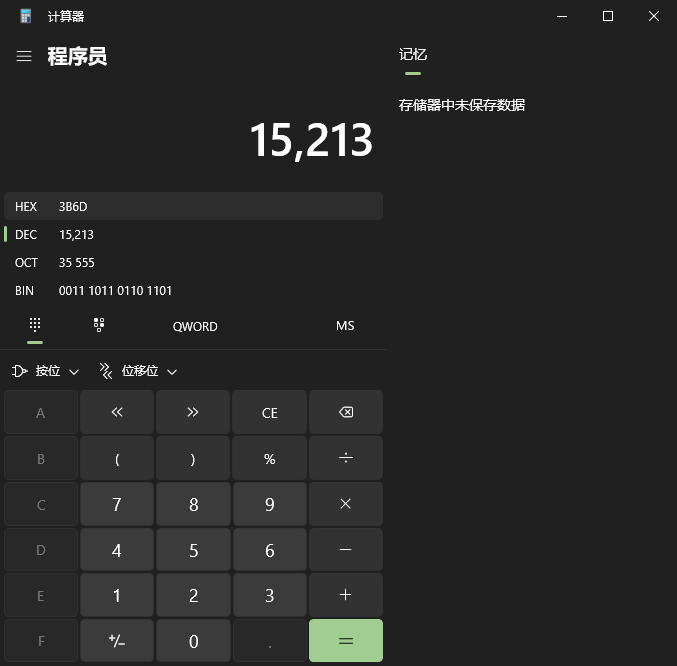 计算器
程序员
记忆
存储器中未保存数据
15,213
HEX 3B6D
DEC 15,213
OCT 35 555
BIN 0011 1011 0110 1101
QWORD MS
按位 位移位
A << >> CE
B ( ) % ÷
C 7 8 9 ×
D 4 5 6 −
E 1 2 3 +
F +/− 0 . =